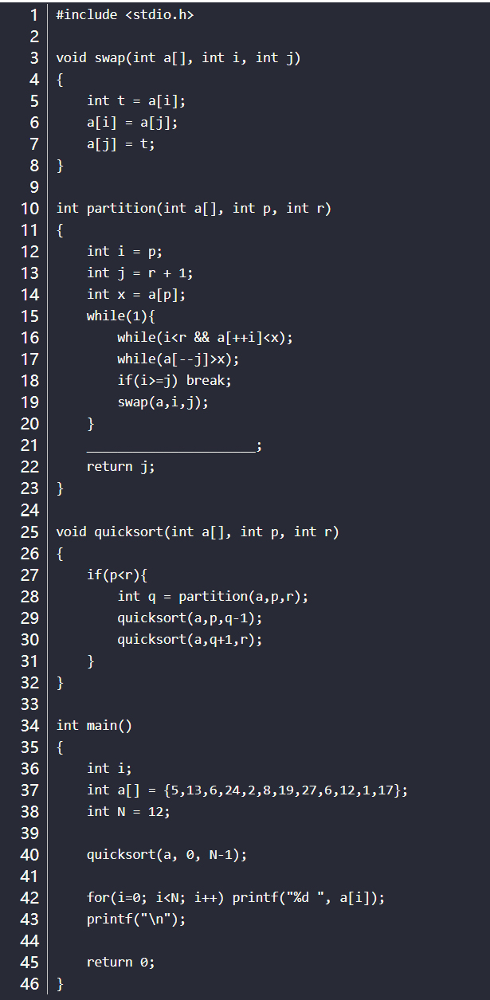 1 #include <stdio.h>
2
3 void swap(int a[], int i, int j)
4 {
5     int t = a[i];
6     a[i] = a[j];
7     a[j] = t;
8 }
9
10 int partition(int a[], int p, int r)
11 {
12     int i = p;
13     int j = r + 1;
14     int x = a[p];
15     while(1){
16         while(i<r && a[++i]<x);
17         while(a[--j]>x);
18         if(i>=j) break;
19         swap(a,i,j);
20     }
21     ______________________;
22     return j;
23 }
24
25 void quicksort(int a[], int p, int r)
26 {
27     if(p<r){
28         int q = partition(a,p,r);
29         quicksort(a,p,q-1);
30         quicksort(a,q+1,r);
31     }
32 }
33
34 int main()
35 {
36     int i;
37     int a[] = {5,13,6,24,2,8,19,27,6,12,1,17};
38     int N = 12;
39
40     quicksort(a, 0, N-1);
41
42     for(i=0; i<N; i++) printf("%d ", a[i]);
43     printf("\n");
44
45     return 0;
46 }